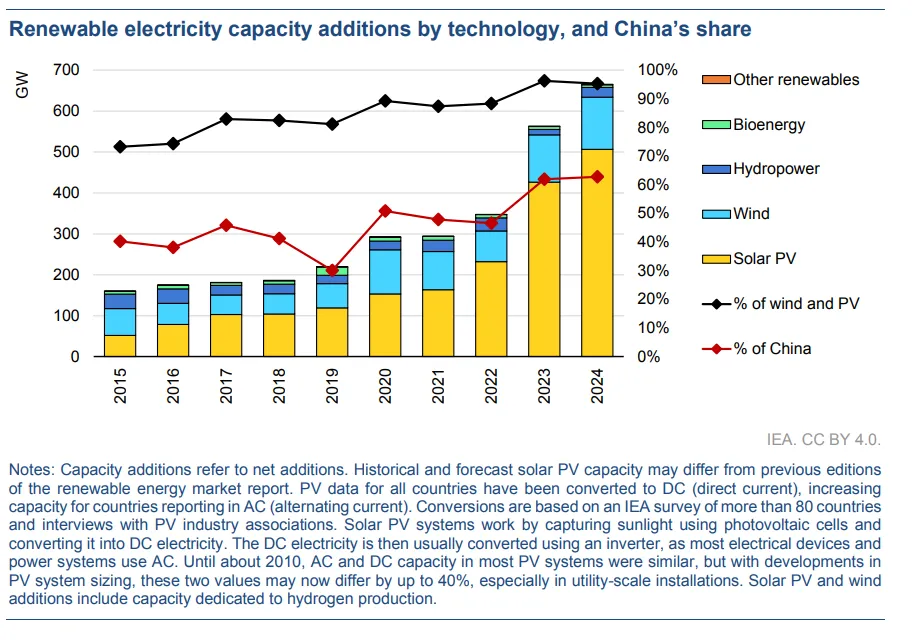 Renewable electricity capacity additions by technology, and China's share
GW
700
600
500
400
300
200
100
0
100%
90%
80%
70%
60%
50%
40%
30%
20%
10%
0%
2015
2016
2017
2018
2019
2020
2021
2022
2023
2024
Other renewables
Bioenergy
Hydropower
Wind
Solar PV
% of wind and PV
% of China
IEA. CC BY 4.0.
Notes: Capacity additions refer to net additions. Historical and forecast solar PV capacity may differ from previous editions
of the renewable energy market report. PV data for all countries have been converted to DC (direct current), increasing
capacity for countries reporting in AC (alternating current). Conversions are based on an IEA survey of more than 80 countries
and interviews with PV industry associations. Solar PV systems work by capturing sunlight using photovoltaic cells and
converting it into DC electricity. The DC electricity is then usually converted using an inverter, as most electrical devices and
power systems use AC. Until about 2010, AC and DC capacity in most PV systems were similar, but with developments in
PV system sizing, these two values may now differ by up to 40%, especially in utility-scale installations. Solar PV and wind
additions include capacity dedicated to hydrogen production.